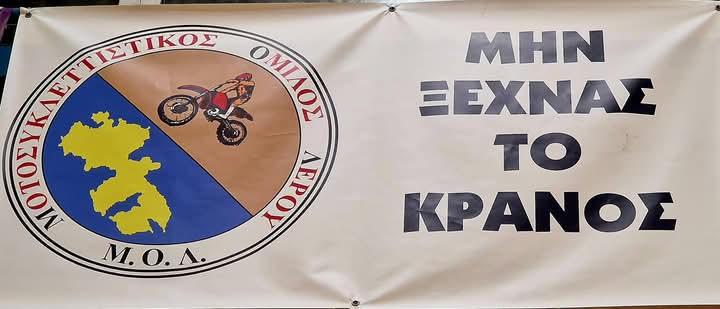 ΜΟΤΟΣΥΚΛΕΤΤΙΣΤΙΚΟΣ ΟΜΙΛΟΣ ΛΕΡΟΥ
Μ.Ο.Λ.
ΜΗΝ
ΞΕΧΝΑΣ
ΤΟ
ΚΡΑΝΟΣ